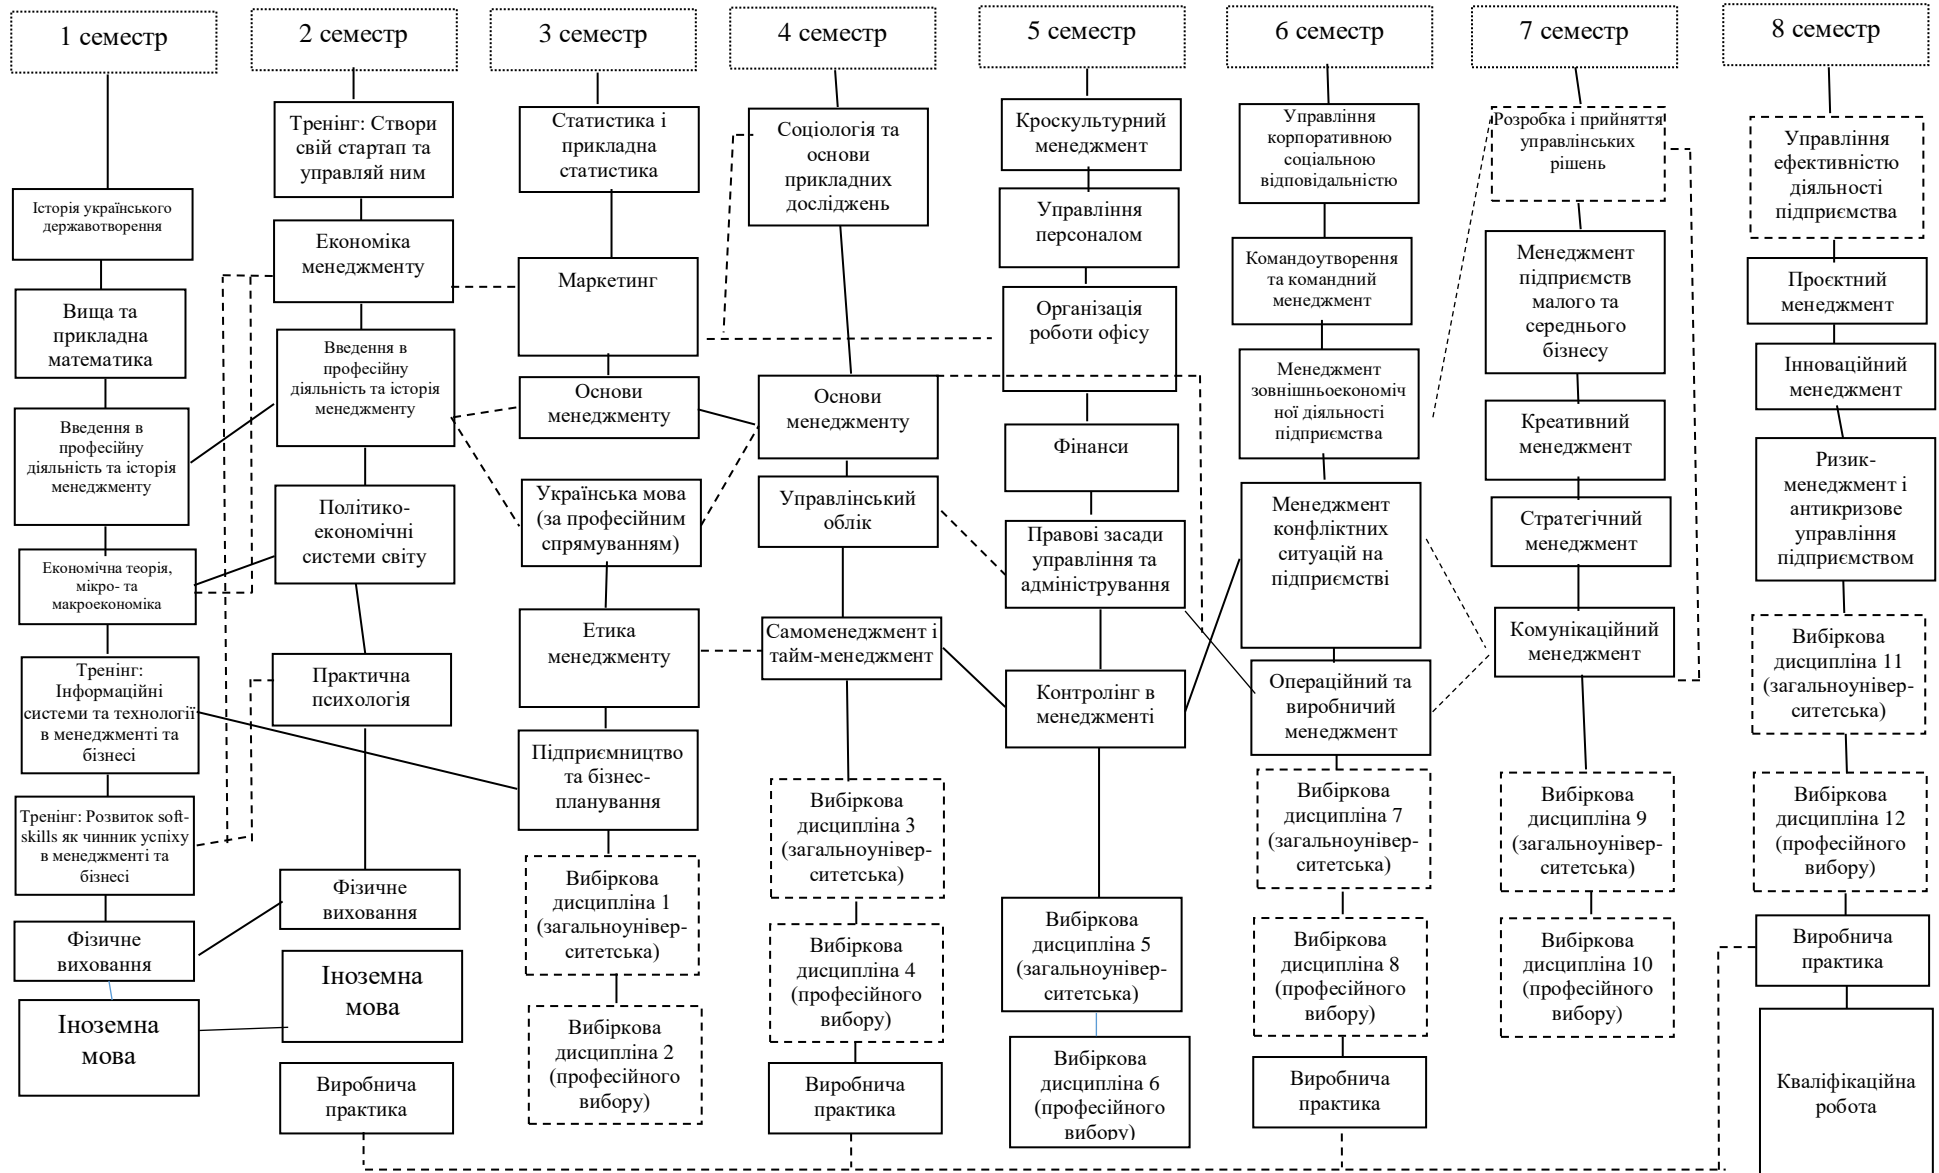 1 семестр
2 семестр
3 семестр
4 семестр
5 семестр
6 семестр
7 семестр
8 семестр
Історія українського
державотворення
Вища та
прикладна
математика
Введення в
професійну
діяльність та історія
менеджменту
Економічна теорія,
мікро- та
макроекономіка
Тренінг:
Інформаційні
системи та технології
в менеджменті та
бізнесі
Тренінг: Розвиток soft-
skills як чинник успіху
в менеджменті та
бізнесі
Фізичне
виховання
Іноземна
мова
Тренінг: Створи
свій стартап та
управляй ним
Економіка
менеджменту
Введення в
професійну
діяльність та історія
менеджменту
Політико-
економічні
системи світу
Практична
психологія
Фізичне
виховання
Іноземна
мова
Виробнича
практика
Статистика і
прикладна
статистика
Маркетинг
Основи
менеджменту
Українська мова
(за професійним
спрямуванням)
Етика
менеджменту
Підприємництво
та бізнес-
планування
Вибіркова
дисципліна 1
(загальноунівер-
ситетська)
Вибіркова
дисципліна 2
(професійного
вибору)
Соціологія та
основи
прикладних
досліджень
Основи
менеджменту
Управлінський
облік
Самоменеджмент і
тайм-менеджмент
Вибіркова
дисципліна 3
(загальноунівер-
ситетська)
Вибіркова
дисципліна 4
(професійного
вибору)
Виробнича
практика
Кроскультурний
менеджмент
Управління
персоналом
Організація
роботи офісу
Фінанси
Правові засади
управління та
адміністрування
Контролінг в
менеджменті
Вибіркова
дисципліна 5
(загальноунівер-
ситетська)
Вибіркова
дисципліна 6
(професійного
вибору)
Управління
корпоративною
соціальною
відповідальністю
Командоутворення
та командний
менеджмент
Менеджмент
зовнішньоекономіч
ної діяльності
підприємства
Менеджмент
конфліктних
ситуацій на
підприємстві
Операційний та
виробничий
менеджмент
Вибіркова
дисципліна 7
(загальноунівер-
ситетська)
Вибіркова
дисципліна 8
(професійного
вибору)
Виробнича
практика
Розробка і прийняття
управлінських
рішень
Менеджмент
підприємств
малого та
середнього
бізнесу
Креативний
менеджмент
Стратегічний
менеджмент
Комунікаційний
менеджмент
Вибіркова
дисципліна 9
(загальноунівер-
ситетська)
Вибіркова
дисципліна 10
(професійного
вибору)
Управління
ефективністю
діяльності
підприємства
Проєктний
менеджмент
Інноваційний
менеджмент
Ризик-
менеджмент і
антикризове
управління
підприємством
Вибіркова
дисципліна 11
(загальноунівер-
ситетська)
Вибіркова
дисципліна 12
(професійного
вибору)
Виробнича
практика
Кваліфікаційна
робота